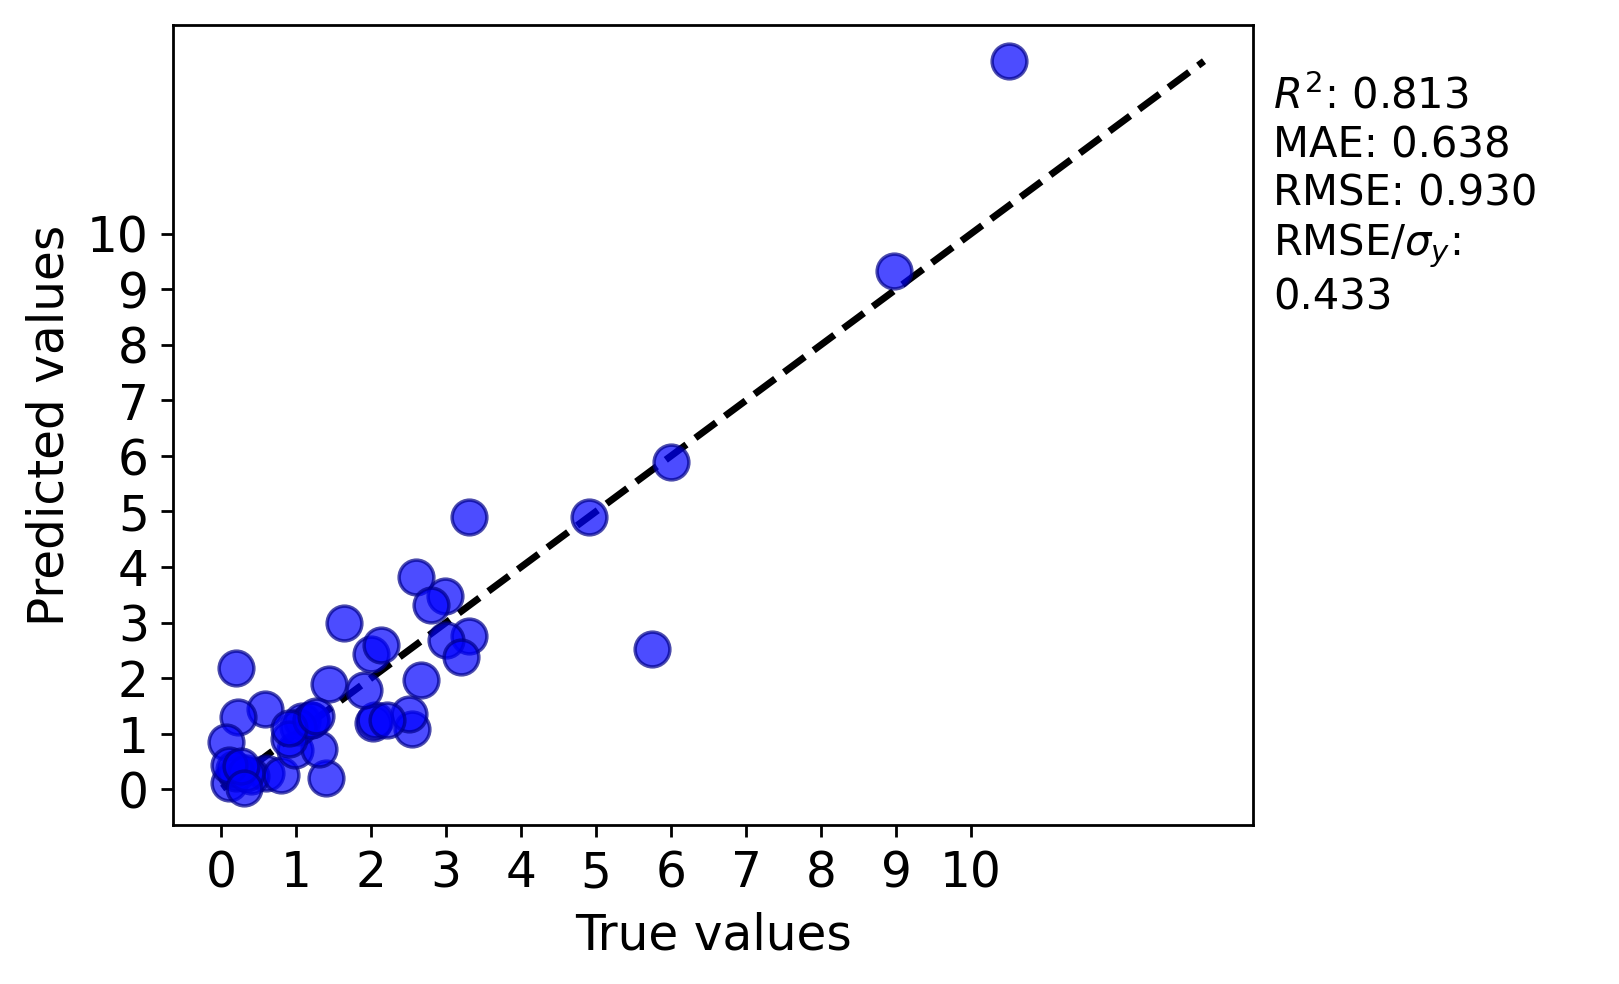 R²: 0.813
MAE: 0.638
RMSE: 0.930
RMSE/σy:
0.433
Predicted values
10
9
8
7
6
5
4
3
2
1
0
0 1 2 3 4 5 6 7 8 9 10
True values